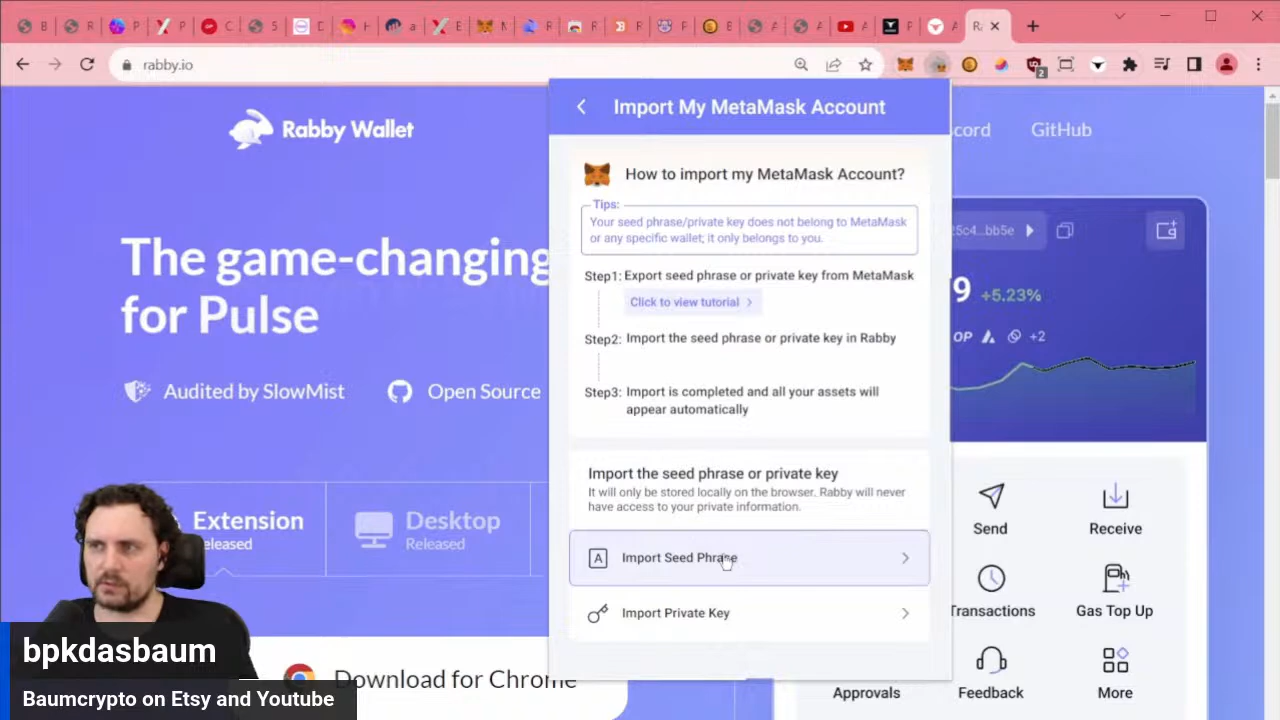 rabby.io
2
Rabby Wallet
cord
GitHub
The game-changing
for Pulse
Audited by SlowMist
Open Source
Extension
eleased
Desktop
Released
Download for Chrome
Import My MetaMask Account
How to import my MetaMask Account?
Tips:
Your seed phrase/private key does not belong to MetaMask
or any specific wallet; it only belongs to you.
Step1: Export seed phrase or private key from MetaMask
Click to view tutorial
Step2: Import the seed phrase or private key in Rabby
Step3: Import is completed and all your assets will
appear automatically
Import the seed phrase or private key
It will only be stored locally on the browser. Rabby will never
have access to your private information.
Import Seed Phrase
Import Private Key
25c4...bb5e
9 +5.23%
OP +2
Send
Receive
Transactions
Gas Top Up
Approvals
Feedback
More
bpkdasbaum
Baumcrypto on Etsy and Youtube